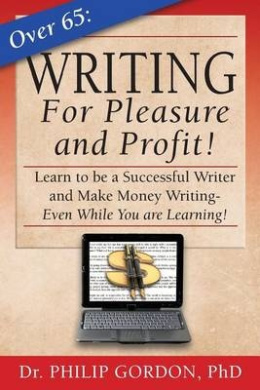 Over 65:
WRITING
For Pleasure
and Profit!
Learn to be a Successful Writer
and Make Money Writing-
Even While You are Learning!
$
Dr. PHILIP GORDON, PhD